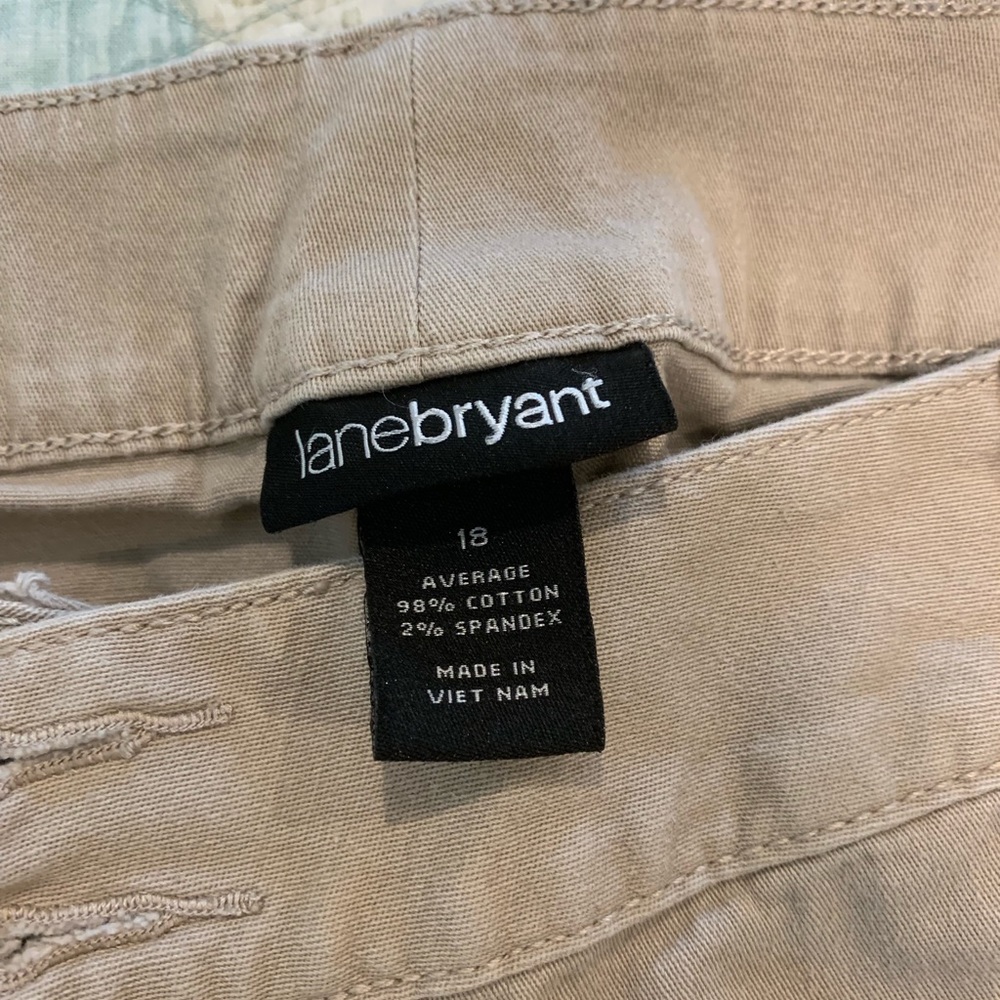 lanebryant
18
AVERAGE
98% COTTON
2% SPANDEX
MADE IN
VIET NAM